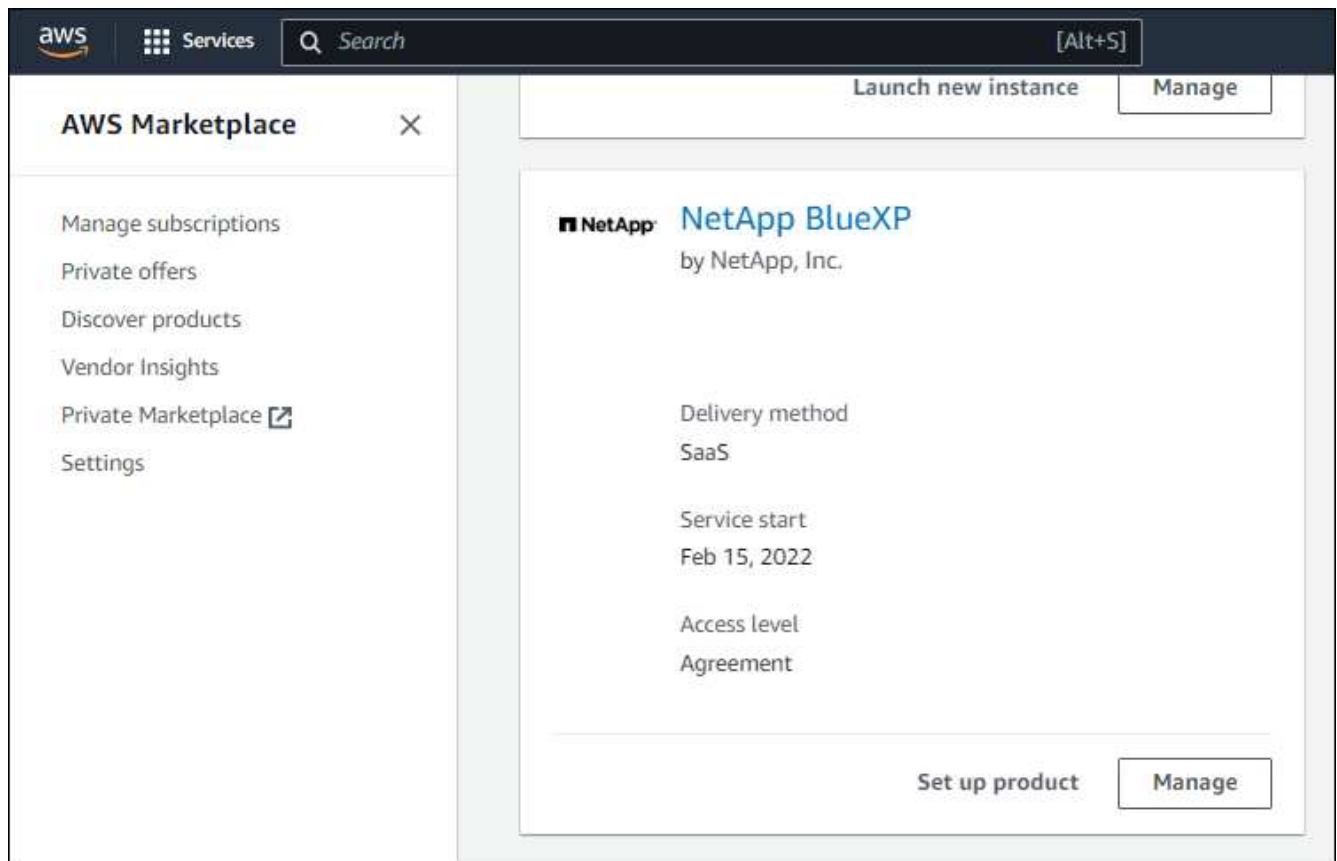 aws
Services
Search
[Alt+S]
AWS Marketplace
Manage subscriptions
Private offers
Discover products
Vendor Insights
Private Marketplace
Settings
Launch new instance
Manage
NetApp
NetApp BlueXP
by NetApp, Inc.
Delivery method
SaaS
Service start
Feb 15, 2022
Access level
Agreement
Set up product
Manage